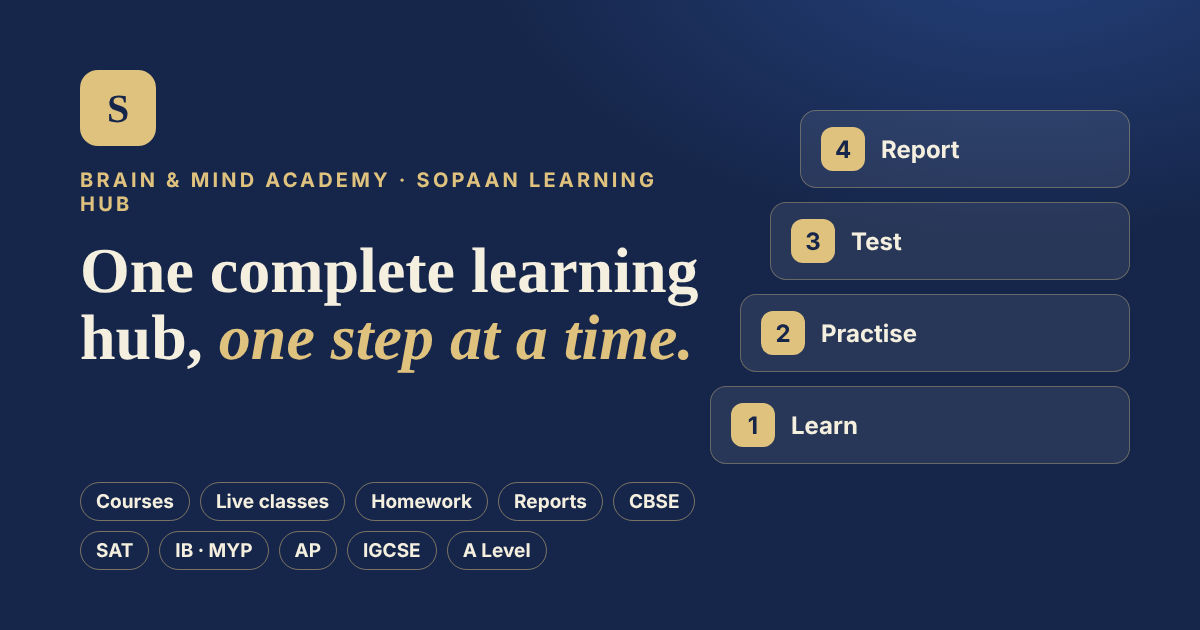 S
BRAIN & MIND ACADEMY · SOPAAN LEARNING
HUB
One complete learning
hub, one step at a time.
4 Report
3 Test
2 Practise
1 Learn
Courses Live classes Homework Reports CBSE
SAT IB · MYP AP IGCSE A Level